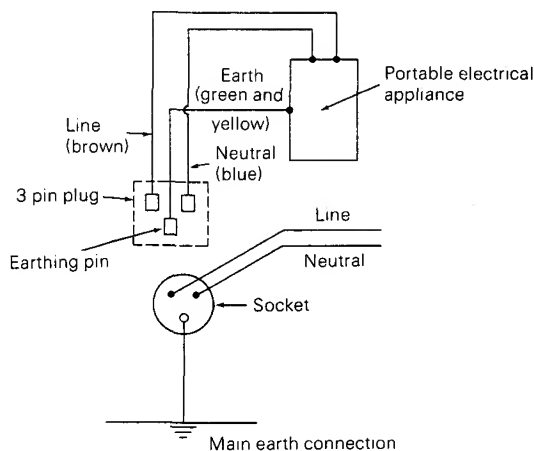 Earth
(green and
yellow)
Portable electrical
appliance
Line
(brown)
Neutral
(blue)
3 pin plug
Earthing pin
Line
Neutral
Socket
Main earth connection